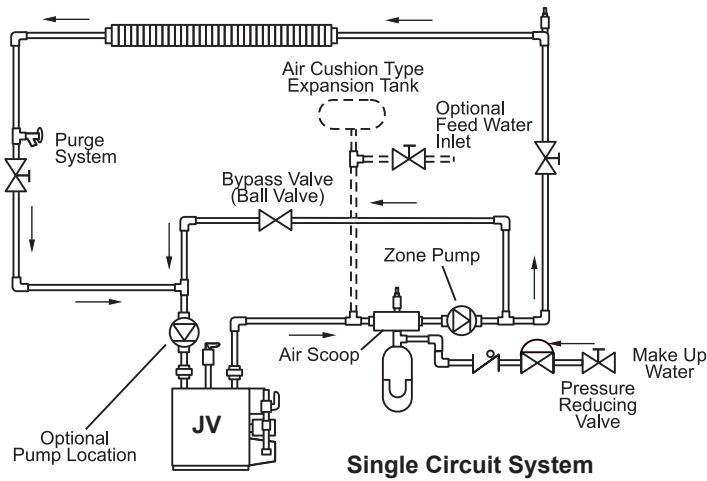 Air Cushion Type
Expansion Tank
Optional
Feed Water
Inlet
Purge
System
Bypass Valve
(Ball Valve)
Zone Pump
Air Scoop
Make Up
Water
Pressure
Reducing
Valve
JV
Optional
Pump Location
Single Circuit System